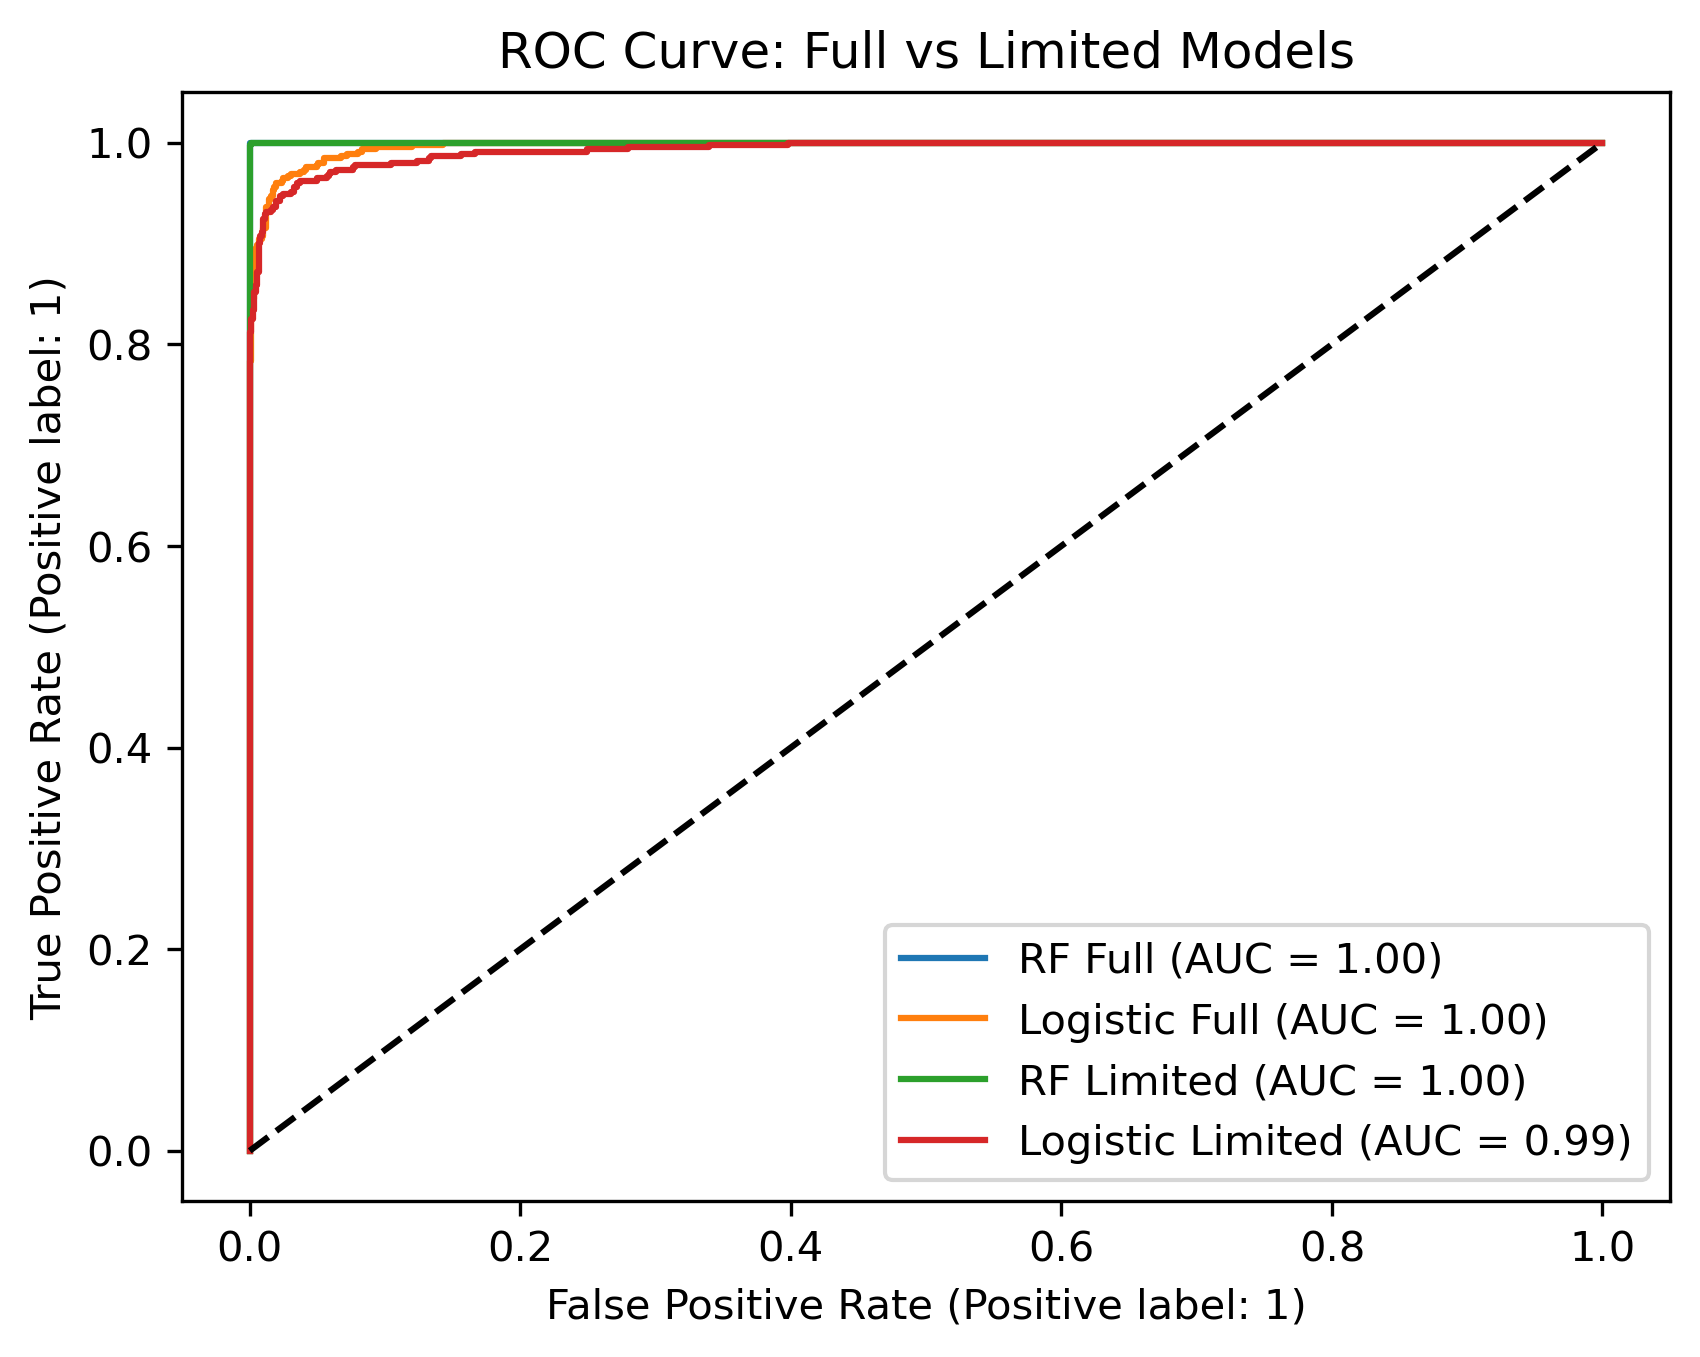 ROC Curve: Full vs Limited Models
True Positive Rate (Positive label: 1)
1.0
0.8
0.6
0.4
0.2
0.0
RF Full (AUC = 1.00)
Logistic Full (AUC = 1.00)
RF Limited (AUC = 1.00)
Logistic Limited (AUC = 0.99)
0.0 0.2 0.4 0.6 0.8 1.0
False Positive Rate (Positive label: 1)